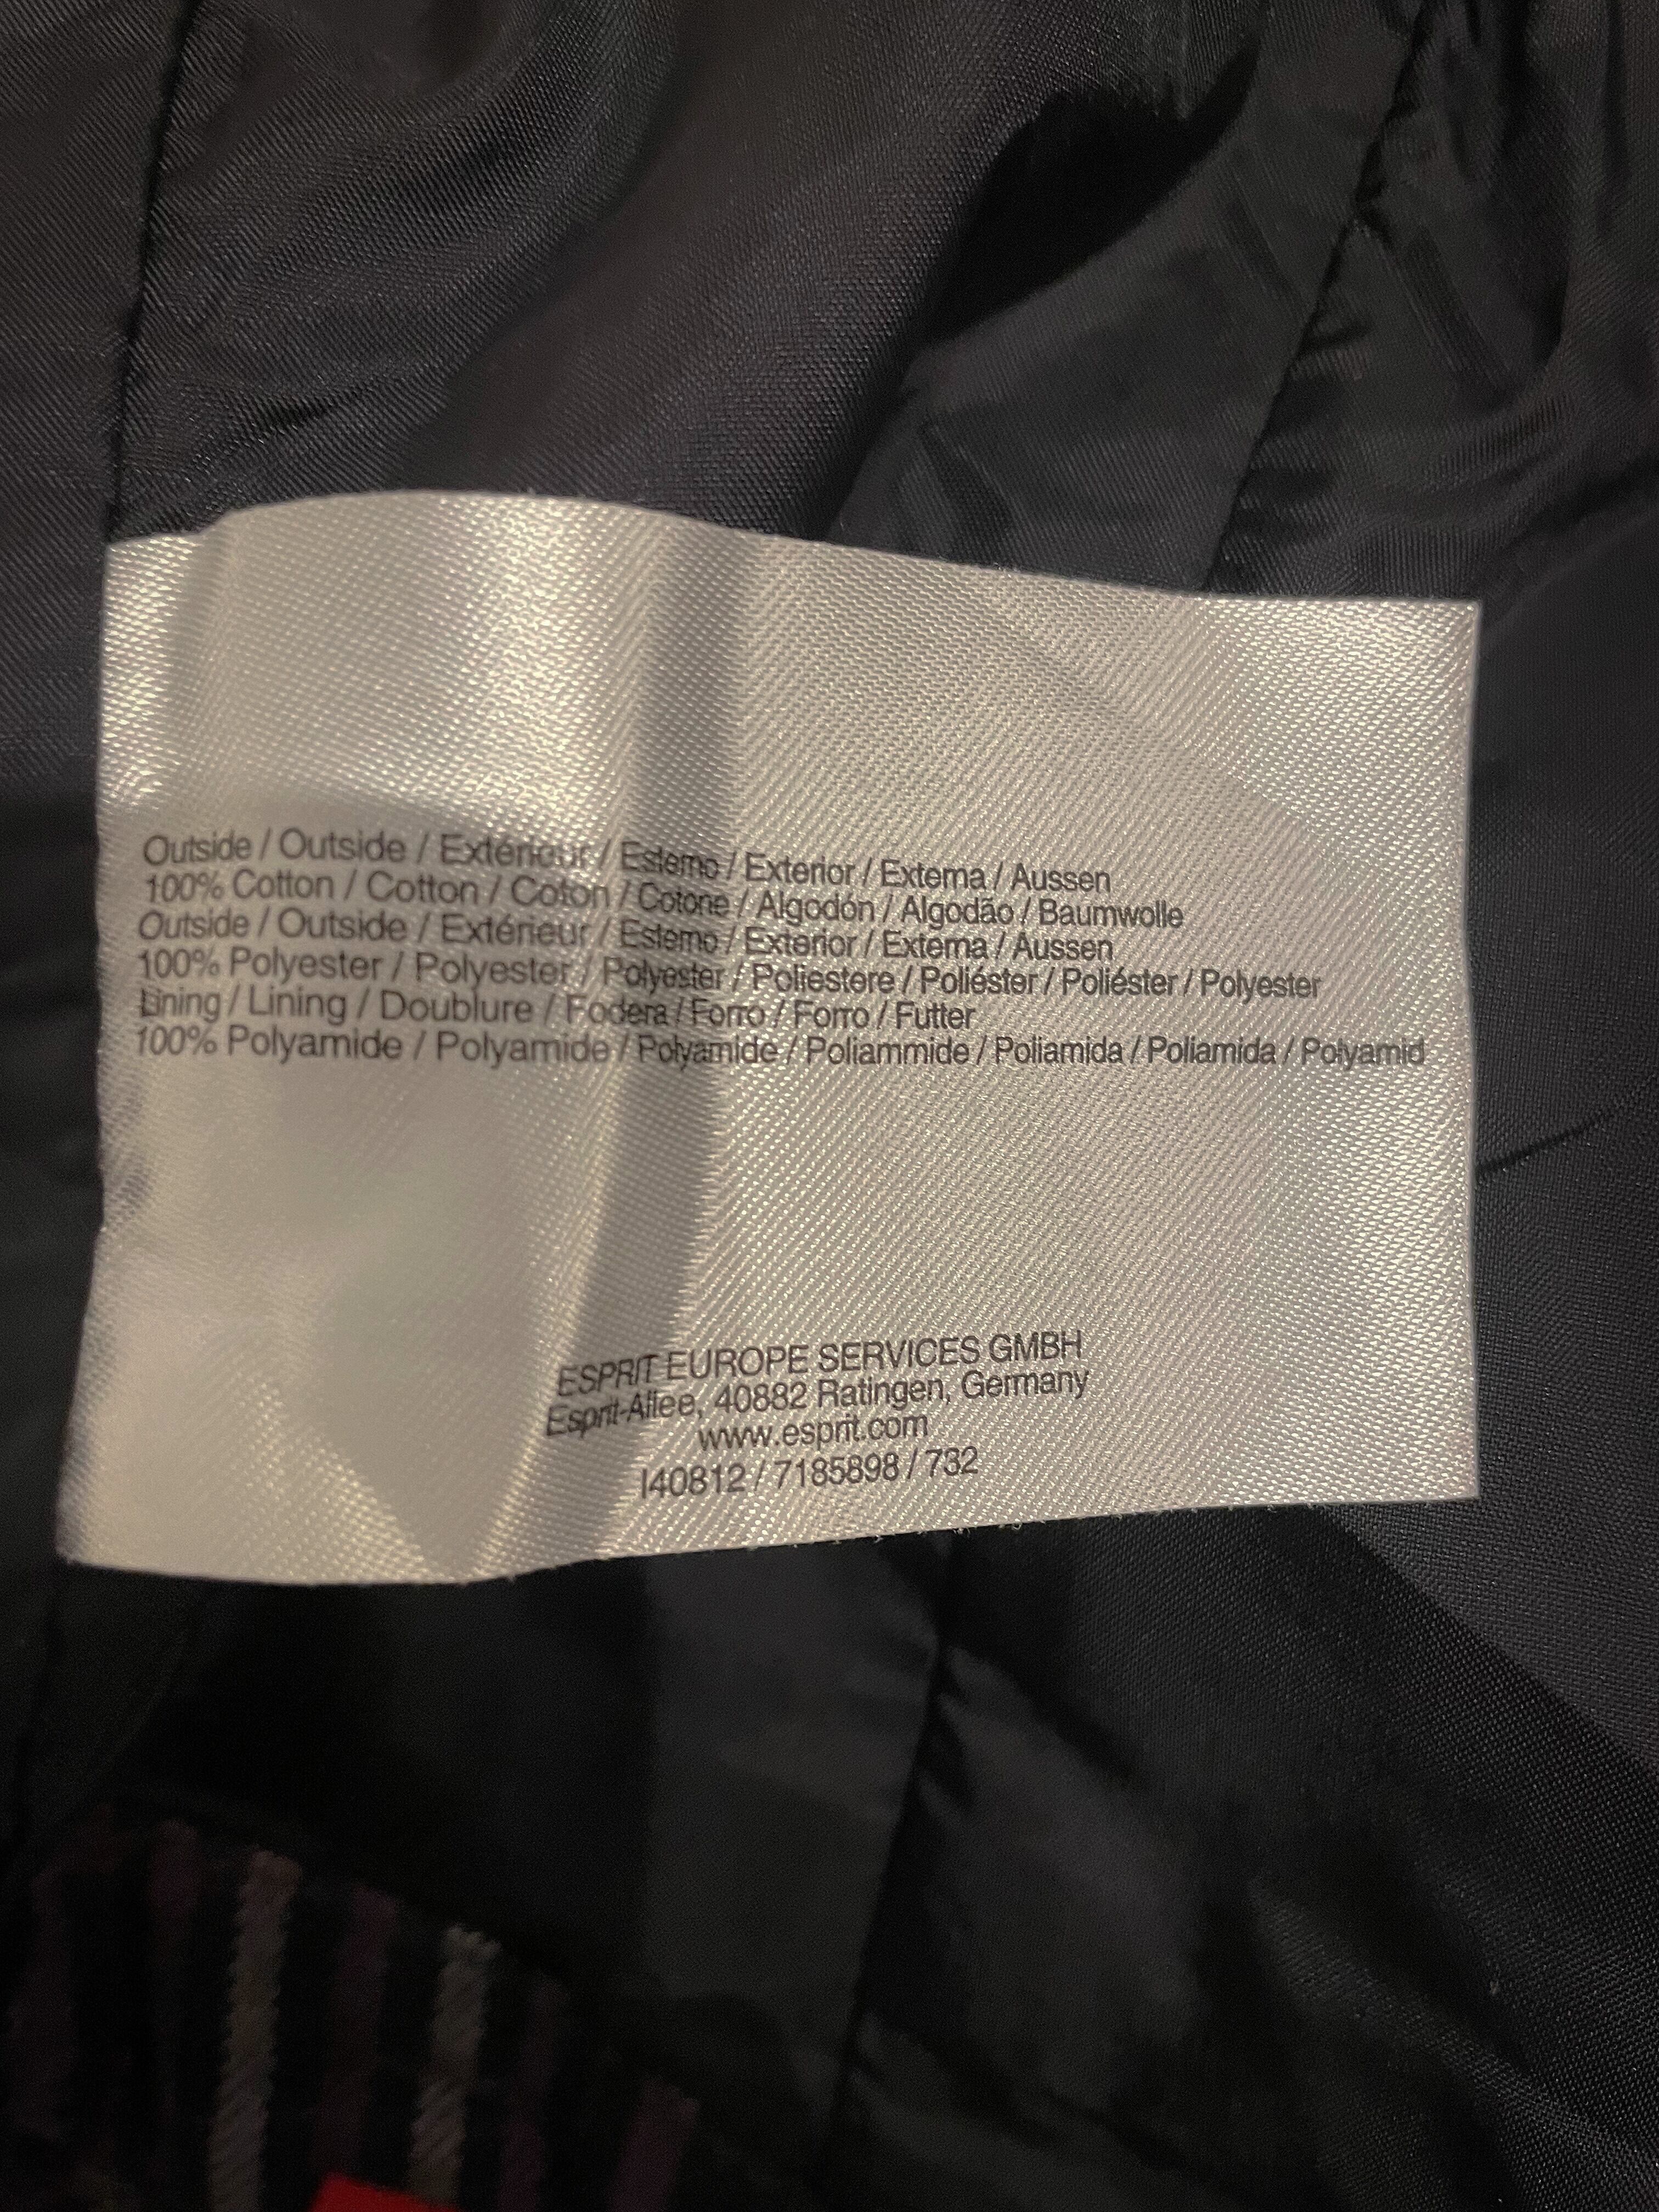 Outside / Outside / Extérieur / Esterno / Exterior / Externa / Aussen
100% Cotton / Cotton / Coton / Cotone / Algodón / Algodão / Baumwolle
Outside / Outside / Extérieur / Esterno / Exterior / Externa / Aussen
100% Polyester / Polyester / Polyester / Poliestere / Poliéster / Poliéster / Polyester
Lining / Lining / Doublure / Fodera / Forro / Forro / Futter
100% Polyamide / Polyamide / Polyamide / Poliammide / Poliamida / Poliamida / Polyamid
ESPRIT EUROPE SERVICES GMBH
Esprit-Allee, 40882 Ratingen, Germany
www.esprit.com
I40812 / 7185898 / 732